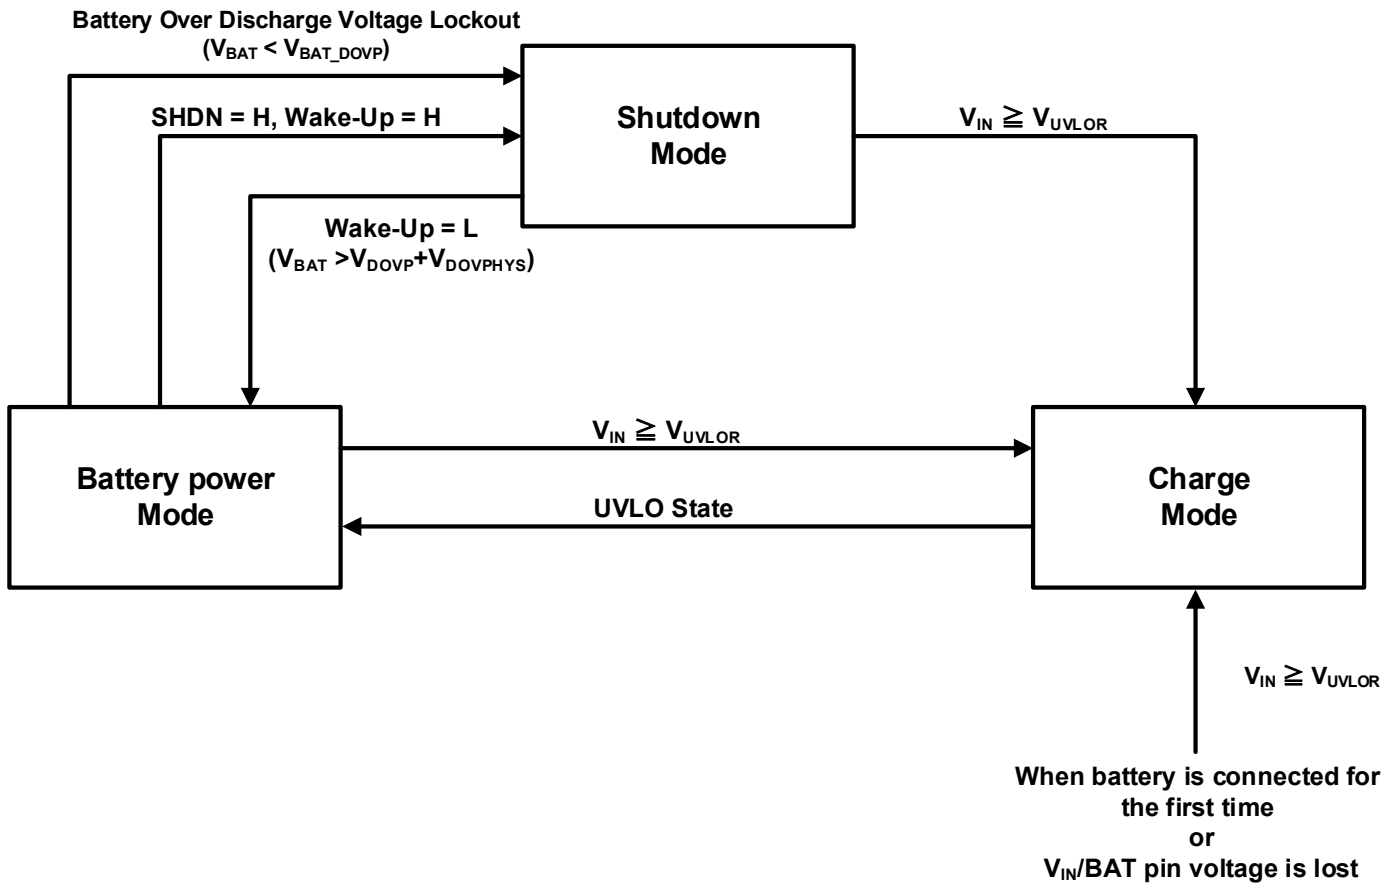 Battery Over Discharge Voltage Lockout
(VBAT < VBAT_DOVP)
SHDN = H, Wake-Up = H
Shutdown
Mode
VIN ≧ VUVLOR
Wake-Up = L
(VBAT >VDOVP+VDOVPHYS)
Battery power
Mode
VIN ≧ VUVLOR
UVLO State
Charge
Mode
VIN ≧ VUVLOR
When battery is connected for
the first time
or
VIN/BAT pin voltage is lost